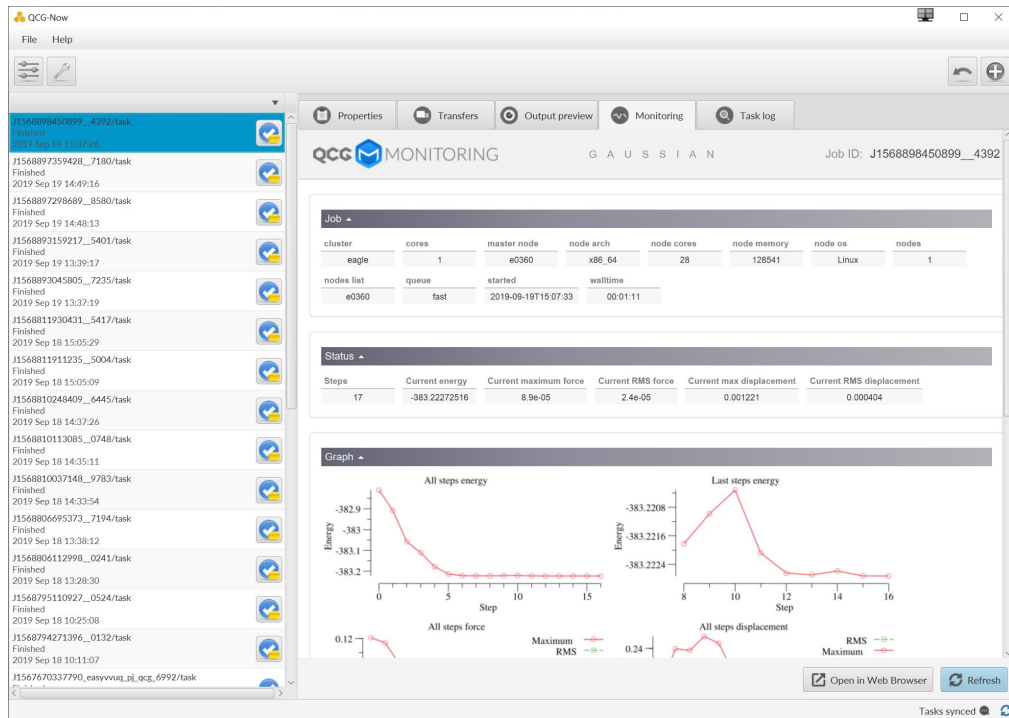 QCG-Now
File Help
J1568898450899__4392/task
Finished
2019 Sep 19 15:07:26
J1568897359428__7180/task
Finished
2019 Sep 19 14:49:16
J1568897298689__8580/task
Finished
2019 Sep 19 14:48:13
J1568893159217__5401/task
Finished
2019 Sep 19 13:39:17
J1568893045805__7235/task
Finished
2019 Sep 19 13:37:19
J1568811930431__5417/task
Finished
2019 Sep 18 15:05:29
J1568811911235__5004/task
Finished
2019 Sep 18 15:05:09
J1568810248409__6445/task
Finished
2019 Sep 18 14:37:26
J1568810113085__0748/task
Finished
2019 Sep 18 14:35:11
J1568810037148__9783/task
Finished
2019 Sep 18 14:33:54
J1568806695373__7194/task
Finished
2019 Sep 18 13:38:12
J1568806112998__0241/task
Finished
2019 Sep 18 13:28:30
J1568795110927__0524/task
Finished
2019 Sep 18 10:25:08
J1568794271396__0132/task
Finished
2019 Sep 18 10:11:07
J1567670337790_easyvvuq_pj_qcg_6992/task
Properties Transfers Output preview Monitoring Task log
QCG MONITORING GAUSSIAN Job ID: J1568898450899__4392
Job
cluster cores master node node arch node cores node memory node os nodes
eagle 1 e0360 x86_64 28 128541 Linux 1
nodes list queue started walltime
e0360 fast 2019-09-19T15:07:33 00:01:11
Status
Steps Current energy Current maximum force Current RMS force Current max displacement Current RMS displacement
17 -383.22272516 8.9e-05 2.4e-05 0.001221 0.000404
Graph
All steps energy
-382.9
-383
-383.1
-383.2
Energy
0 5 10 15
Step
Last steps energy
-383.2208
-383.2216
-383.2224
Energy
8 10 12 14 16
Step
All steps force
0.12
Maximum
RMS
All steps displacement
0.24
RMS
Maximum
Open in Web Browser Refresh
Tasks synced